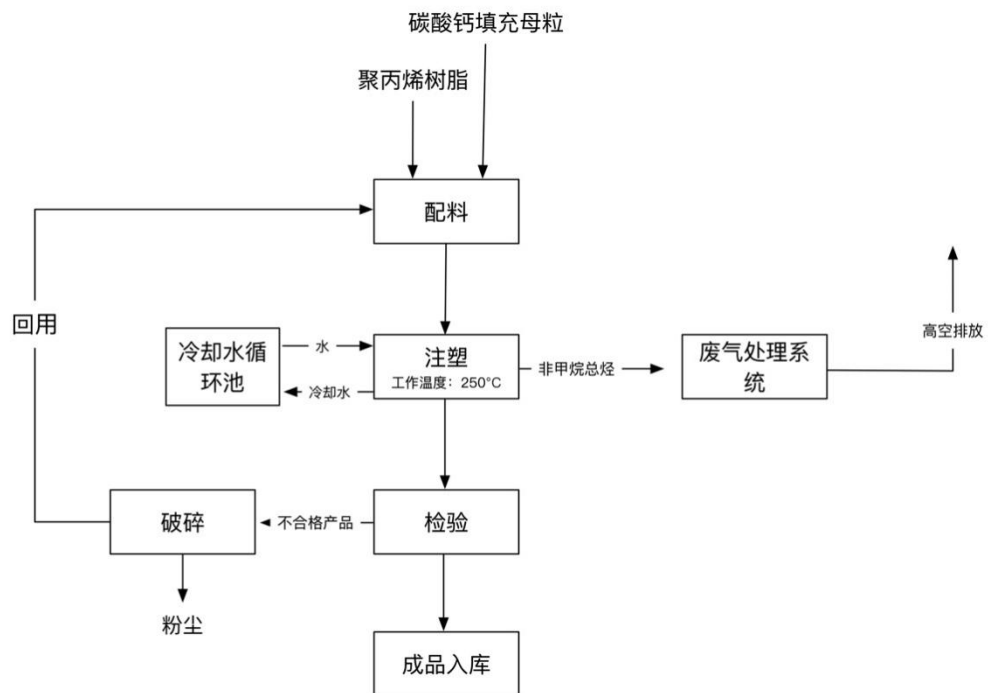 碳酸钙填充母粒
聚丙烯树脂
配料
回用
冷却水循
环池
水
冷却水
注塑
工作温度：250°C
非甲烷总烃
废气处理系
统
高空排放
破碎
不合格产品
检验
粉尘
成品入库